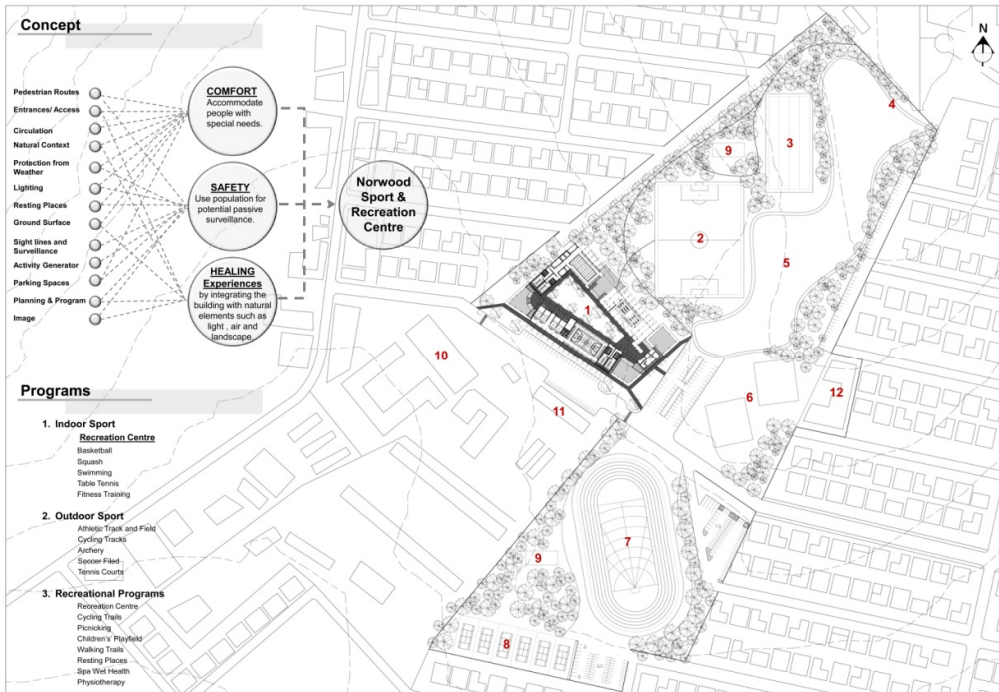 Concept
Pedestrian Routes
Entrances/ Access
Circulation
Natural Context
Protection from
Weather
Lighting
Resting Places
Ground Surface
Sight lines and
Surveillance
Activity Generator
Parking Spaces
Planning & Program
Image
COMFORT
Accommodate
people with
special needs.
SAFETY
Use population for
potential passive
surveillance.
HEALING
Experiences
by integrating the
building with natural
elements such as
light , air and
landscape.
Norwood
Sport &
Recreation
Centre
Programs
1. Indoor Sport
Recreation Centre
Basketball
Squash
Swimming
Table Tennis
Fitness Training
2. Outdoor Sport
Athletic Track and Field
Cycling Tracks
Archery
Soccer Filed
Tennis Courts
3. Recreational Programs
Recreation Centre
Cycling Trails
Picnicking
Children's' Playfield
Walking Trails
Resting Places
Spa Wet Health
Physiotherapy
N
4
3
9
2
5
1
10
11
6
12
7
9
8